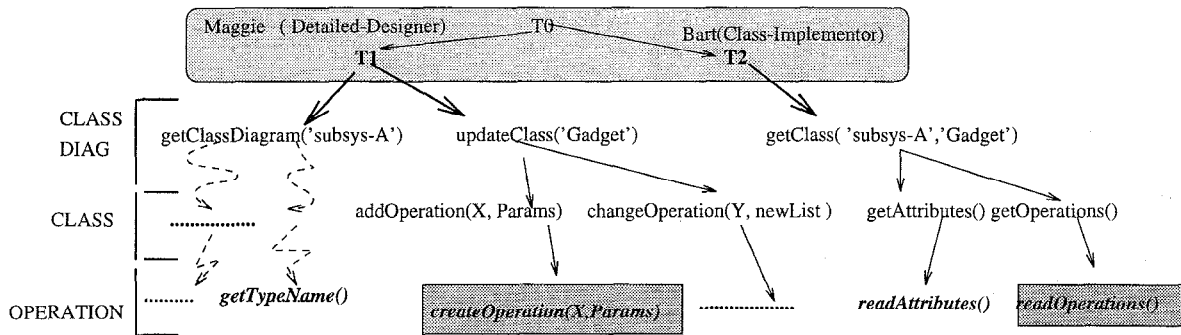 Maggie ( Detailed-Designer) T0 Bart(Class-Implementor)
T1 T2
CLASS
DIAG
getClassDiagram('subsys-A') updateClass('Gadget') getClass( 'subsys-A','Gadget')
CLASS
addOperation(X, Params) changeOperation(Y, newList ) getAttributes() getOperations()
OPERATION
getTypeName() createOperation(X,Params) readAttributes() readOperations()